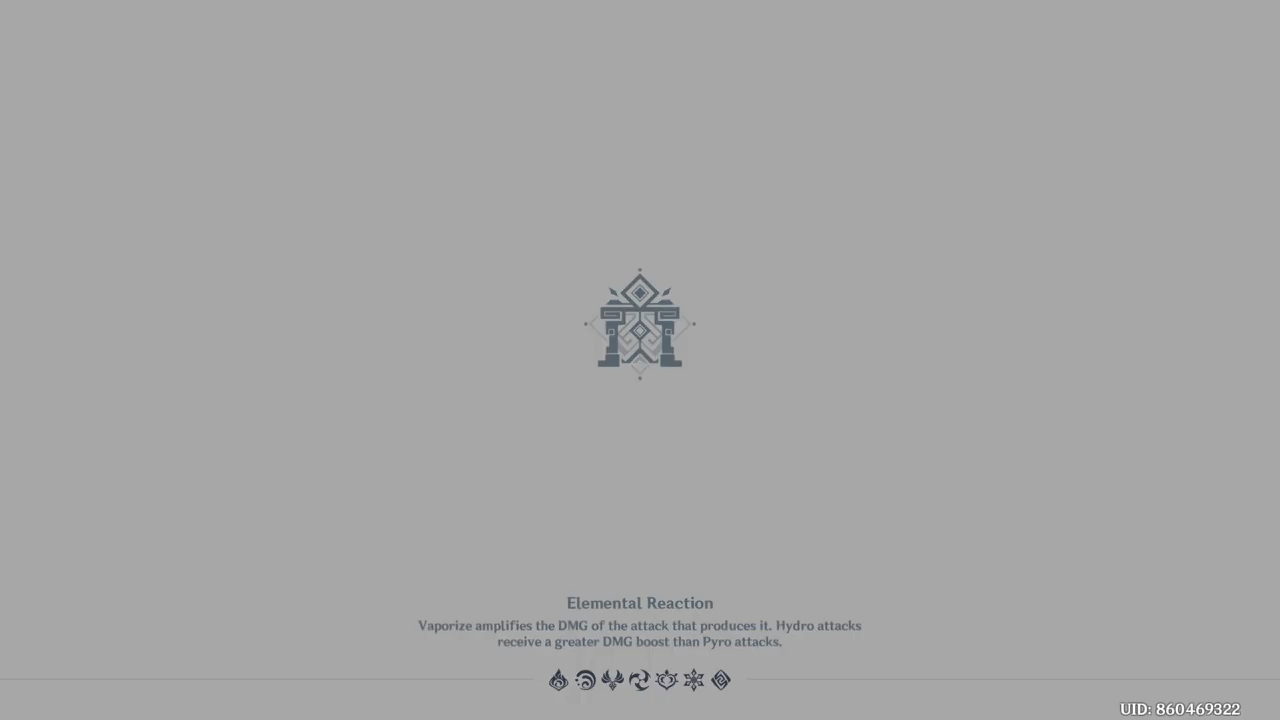 Elemental Reaction
Vaporize amplifies the DMG of the attack that produces it. Hydro attacks
receive a greater DMG boost than Pyro attacks.
UID: 860469322